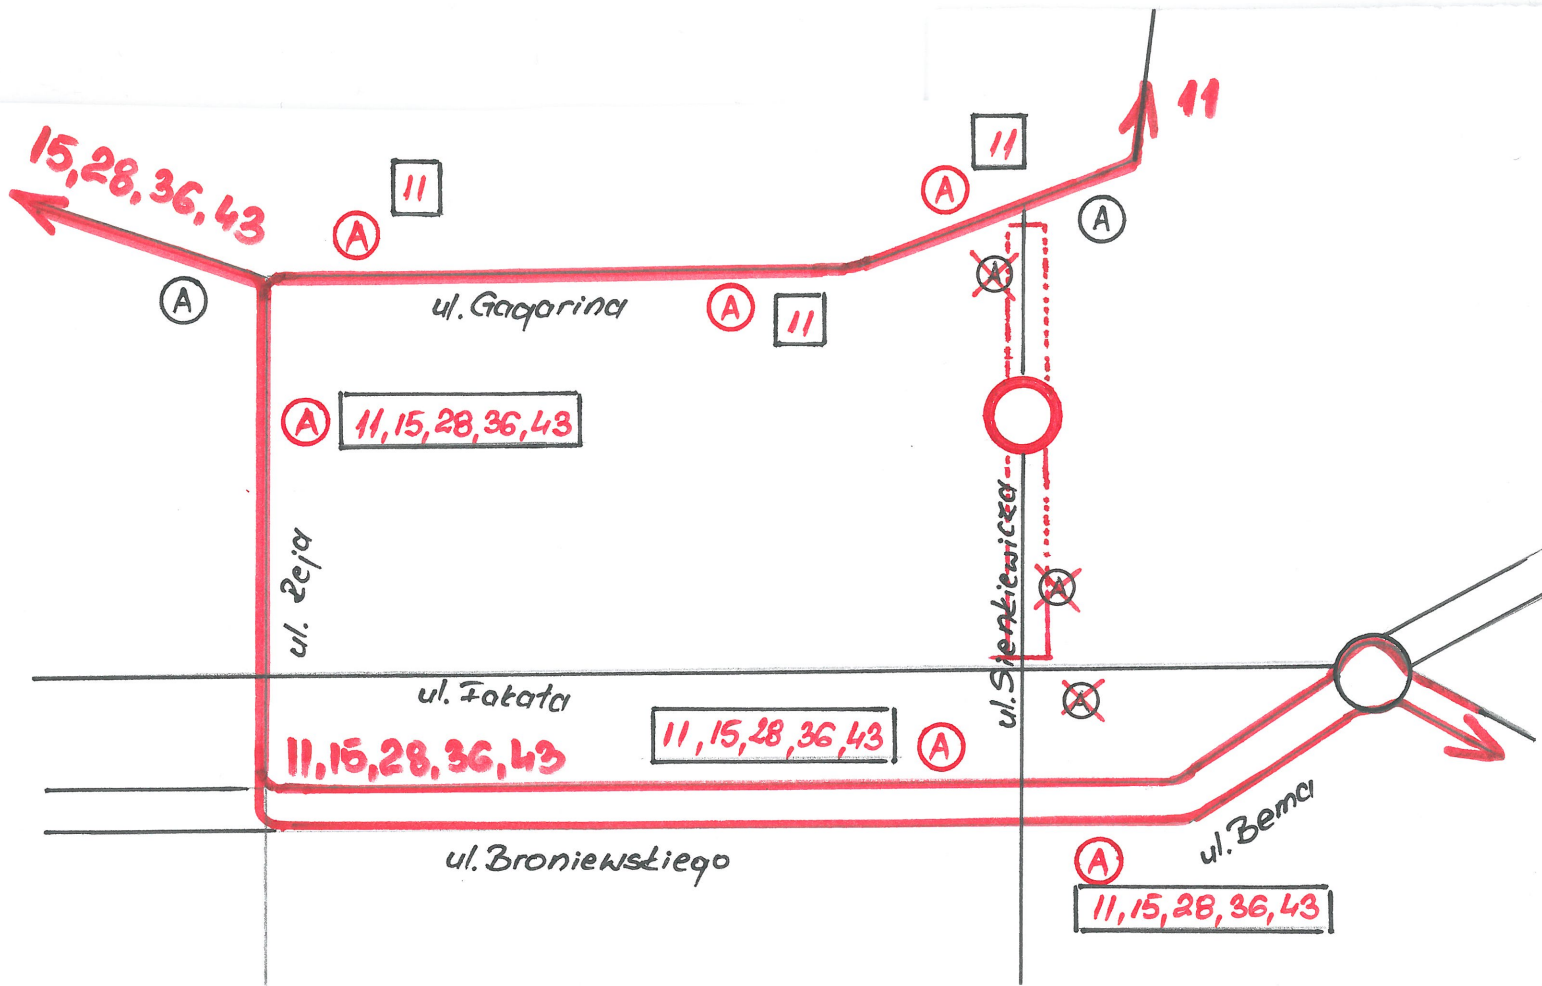 11
11
15,28,36,43
11
A
A
A
A
A
ul. Gagarina
A
11
A
11,15,28,36,43
ul. Reja
ul. Sienkiewicza
A
ul. Fałata
A
11,15,28,36,43
A
11,15,28,36,43
ul. Bema
ul. Broniewskiego
A
11,15,28,36,43